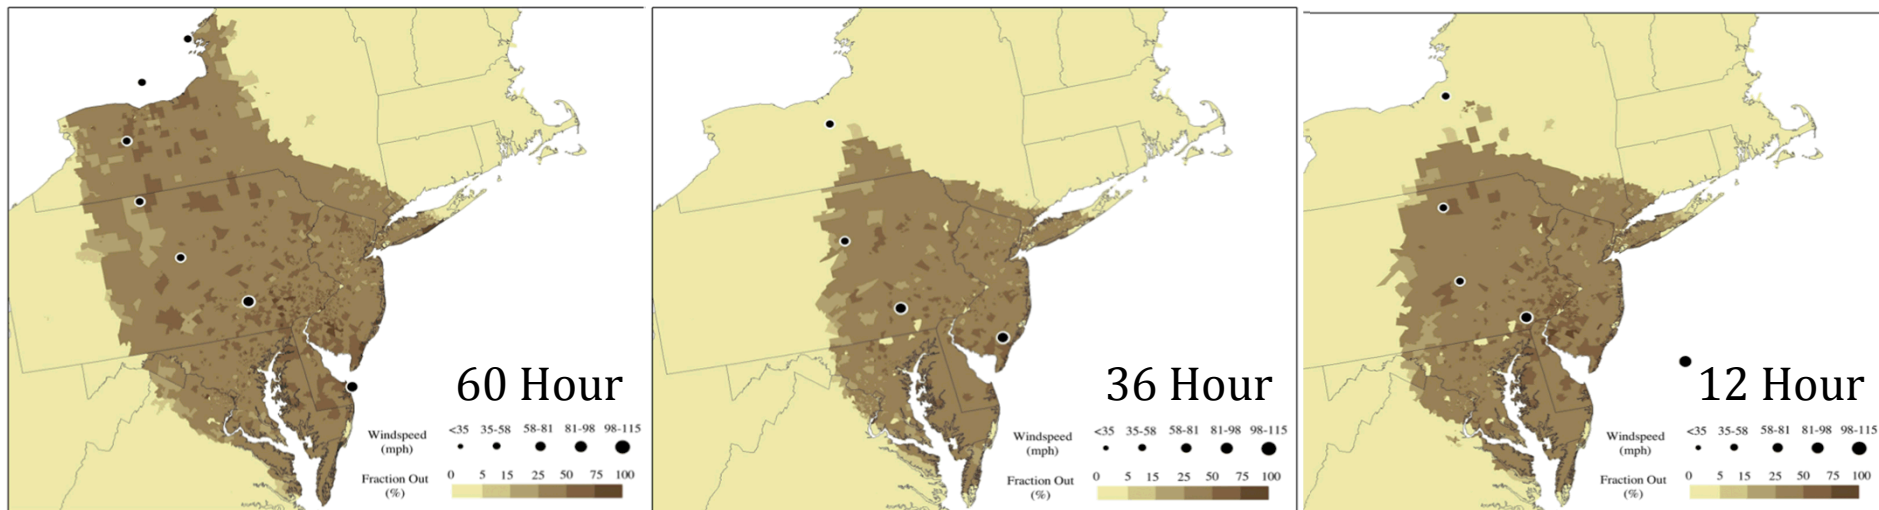 60 Hour
<35 35-58 58-81 81-98 98-115
Windspeed
(mph)
Fraction Out
(%)
0 5 15 25 50 75 100
36 Hour
<35 35-58 58-81 81-98 98-115
Windspeed
(mph)
Fraction Out
(%)
0 5 15 25 50 75 100
12 Hour
<35 35-58 58-81 81-98 98-115
Windspeed
(mph)
Fraction Out
(%)
0 5 15 25 50 75 100